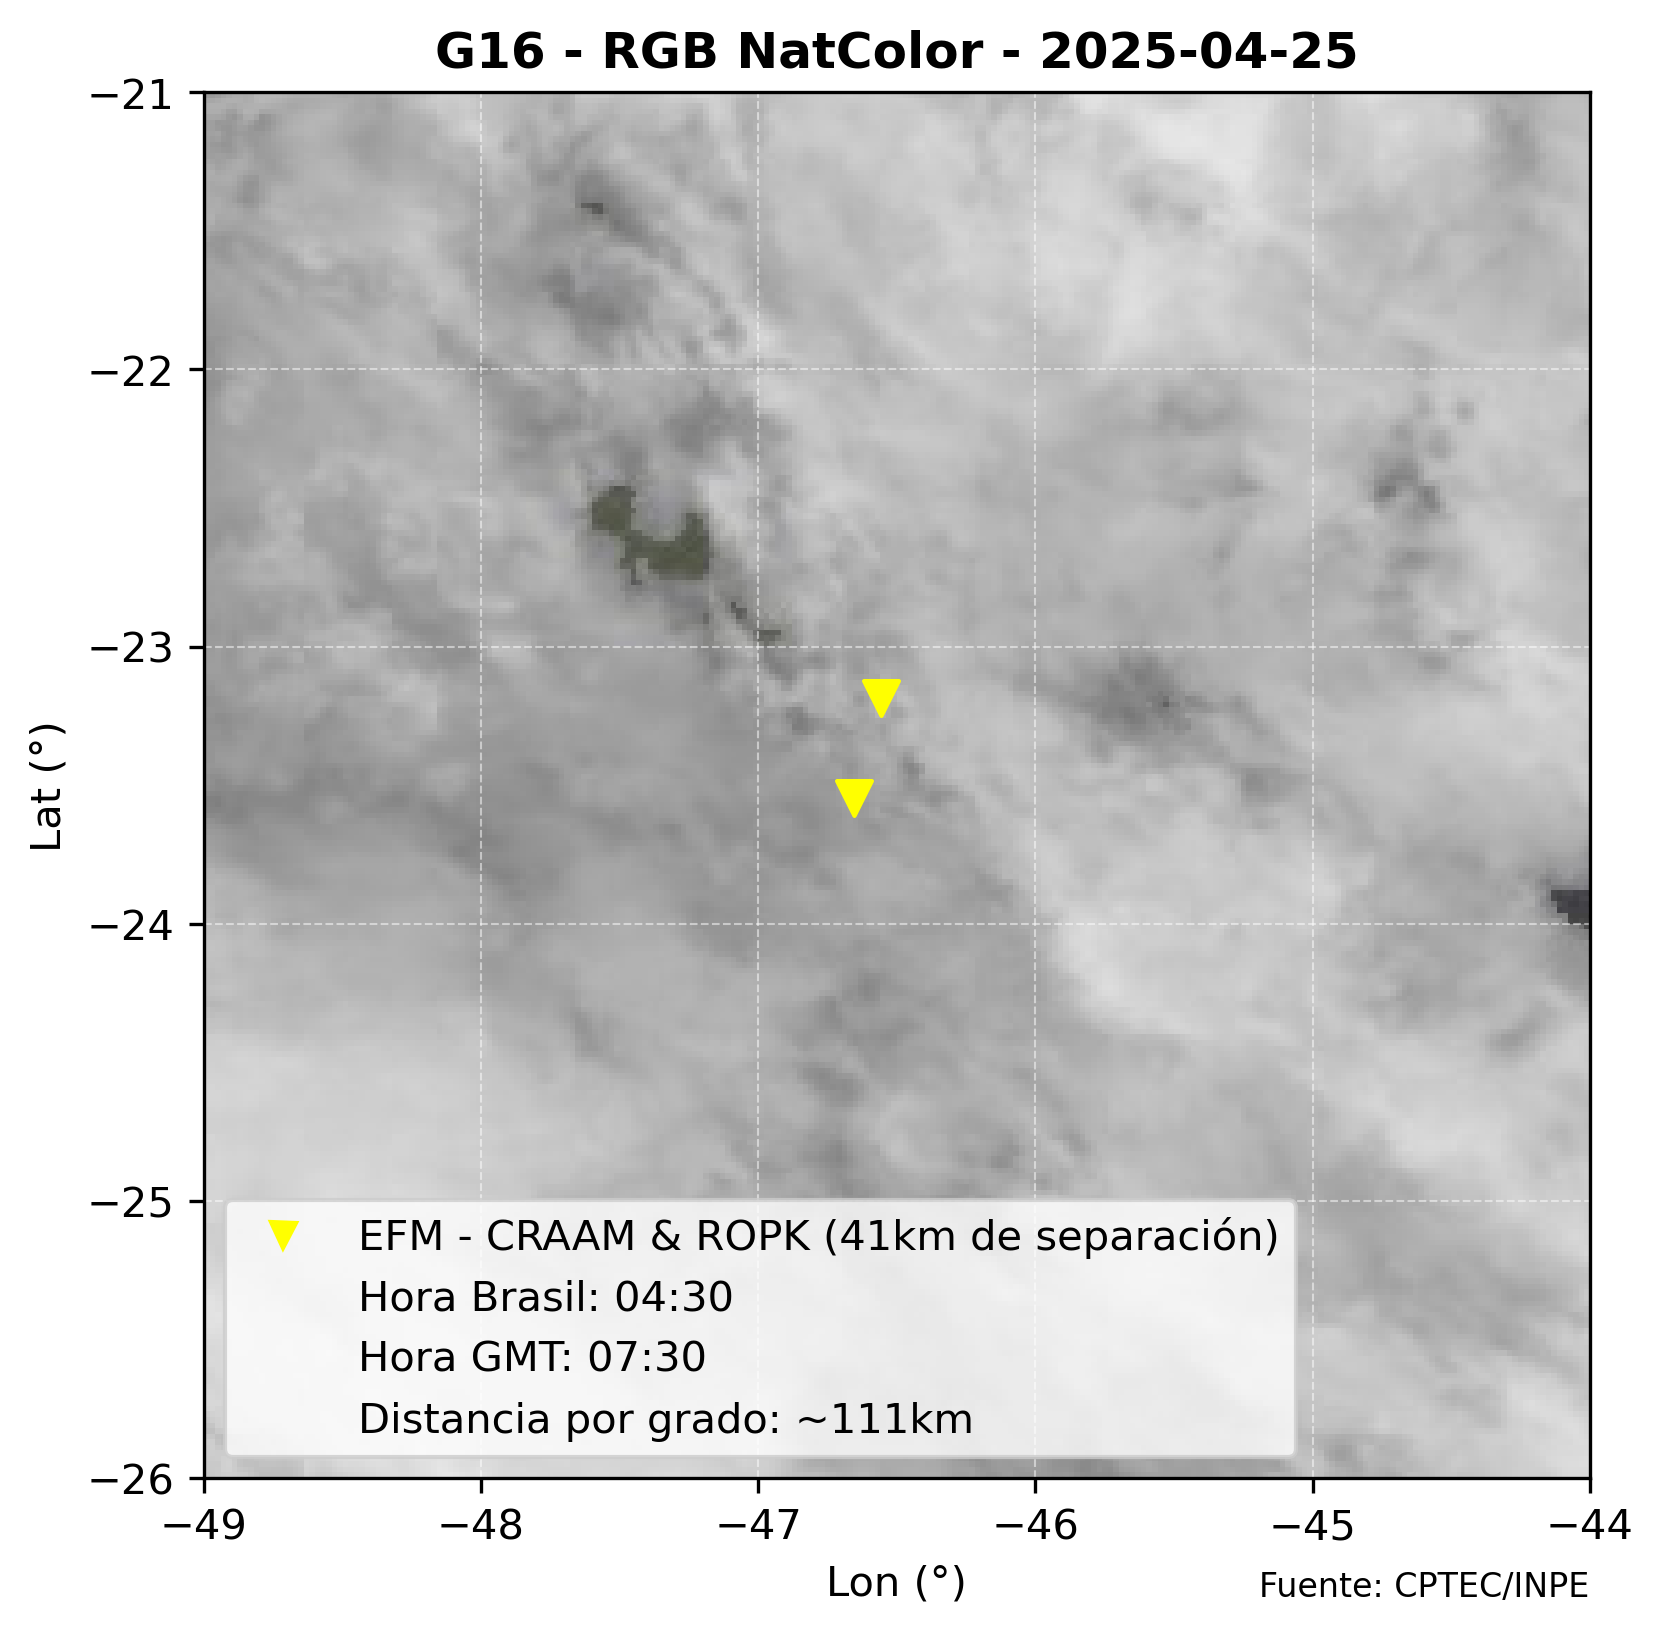 G16 - RGB NatColor - 2025-04-25
−21
−22
−23
−24
−25
−26
Lat (°)
EFM - CRAAM & ROPK (41km de separación)
Hora Brasil: 04:30
Hora GMT: 07:30
Distancia por grado: ~111km
−49
−48
−47
−46
−45
−44
Lon (°)
Fuente: CPTEC/INPE